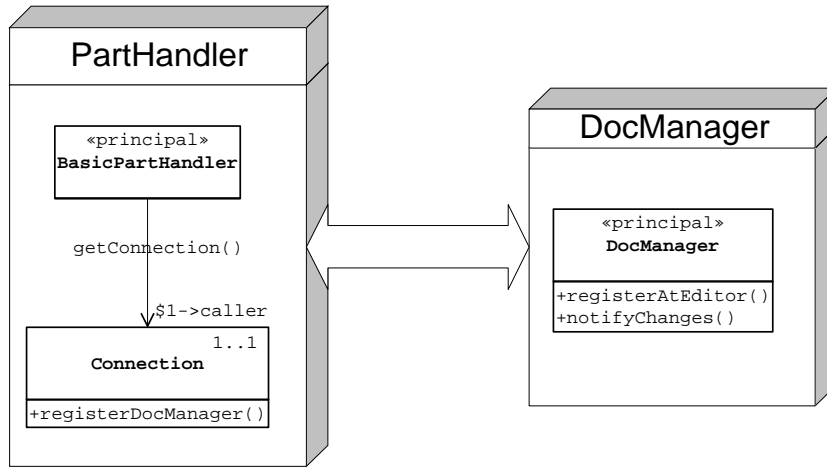 PartHandler
«principal»
BasicPartHandler
getConnection()
$1->caller
1..1
Connection
+registerDocManager()
DocManager
«principal»
DocManager
+registerAtEditor()
+notifyChanges()